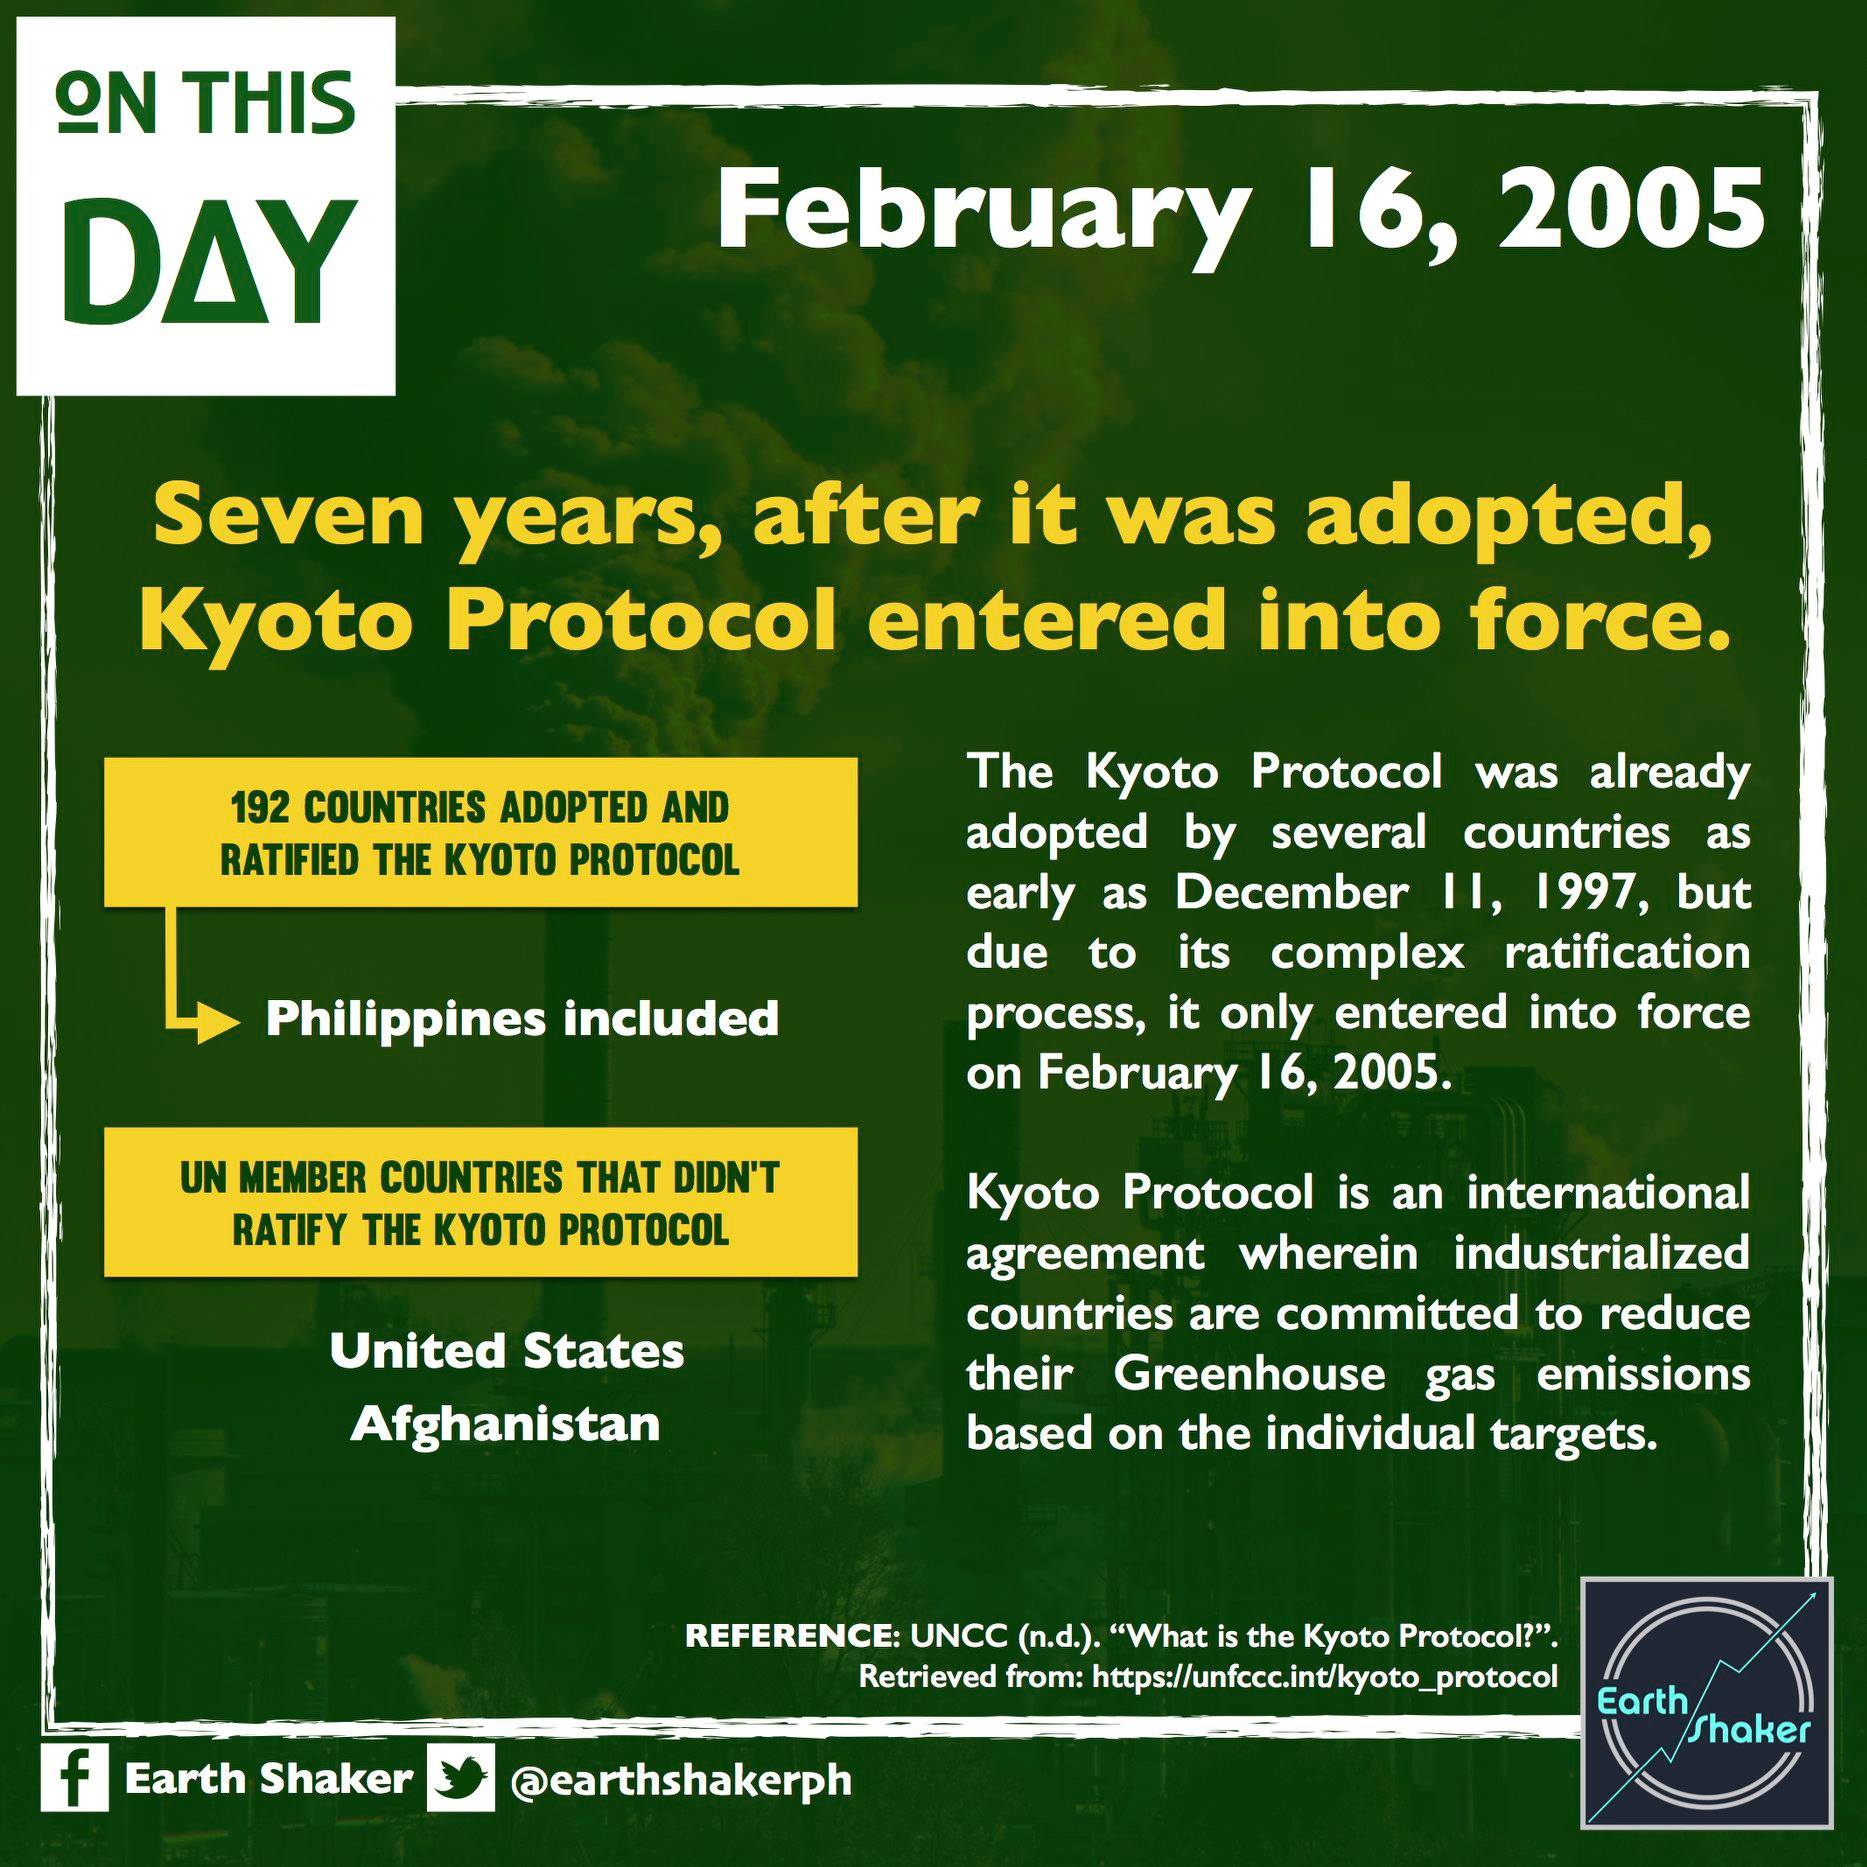 ON THIS
DAY
February 16, 2005
Seven years, after it was adopted,
Kyoto Protocol entered into force.
192 COUNTRIES ADOPTED AND
RATIFIED THE KYOTO PROTOCOL
Philippines included
UN MEMBER COUNTRIES THAT DIDN'T
RATIFY THE KYOTO PROTOCOL
United States
Afghanistan
The Kyoto Protocol was already
adopted by several countries as
early as December 11, 1997, but
due to its complex ratification
process, it only entered into force
on February 16, 2005.
Kyoto Protocol is an international
agreement wherein industrialized
countries are committed to reduce
their Greenhouse gas emissions
based on the individual targets.
REFERENCE: UNCC (n.d.). “What is the Kyoto Protocol?”.
Retrieved from: https://unfccc.int/kyoto_protocol
Earth
Shaker
f Earth Shaker @earthshakerph